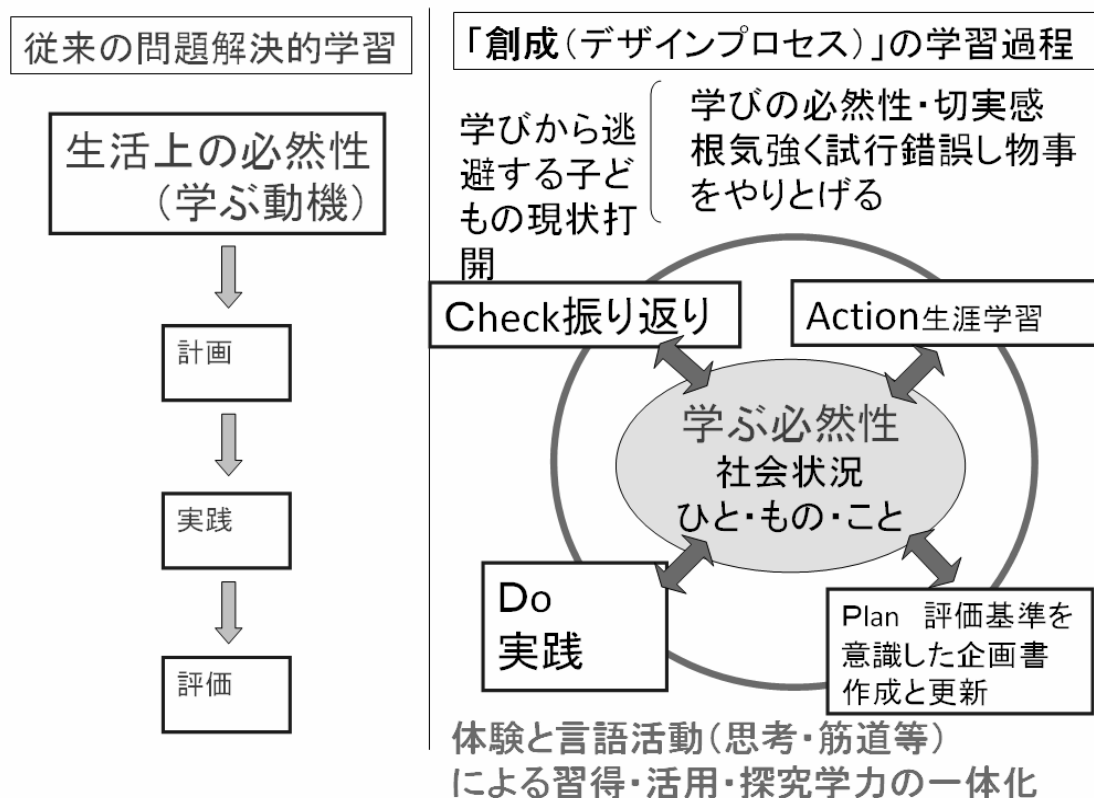 従来の問題解決的学習
生活上の必然性
(学ぶ動機)
計画
実践
評価
「創成(デザインプロセス)」の学習過程
学びから逃
避する子ど
もの現状打
開
学びの必然性・切実感
根気強く試行錯誤し物事
をやりとげる
Check振り返り
Action生涯学習
学ぶ必然性
社会状況
ひと・もの・こと
Do
実践
Plan 評価基準を
意識した企画書
作成と更新
体験と言語活動(思考・筋道等)
による習得・活用・探究学力の一体化